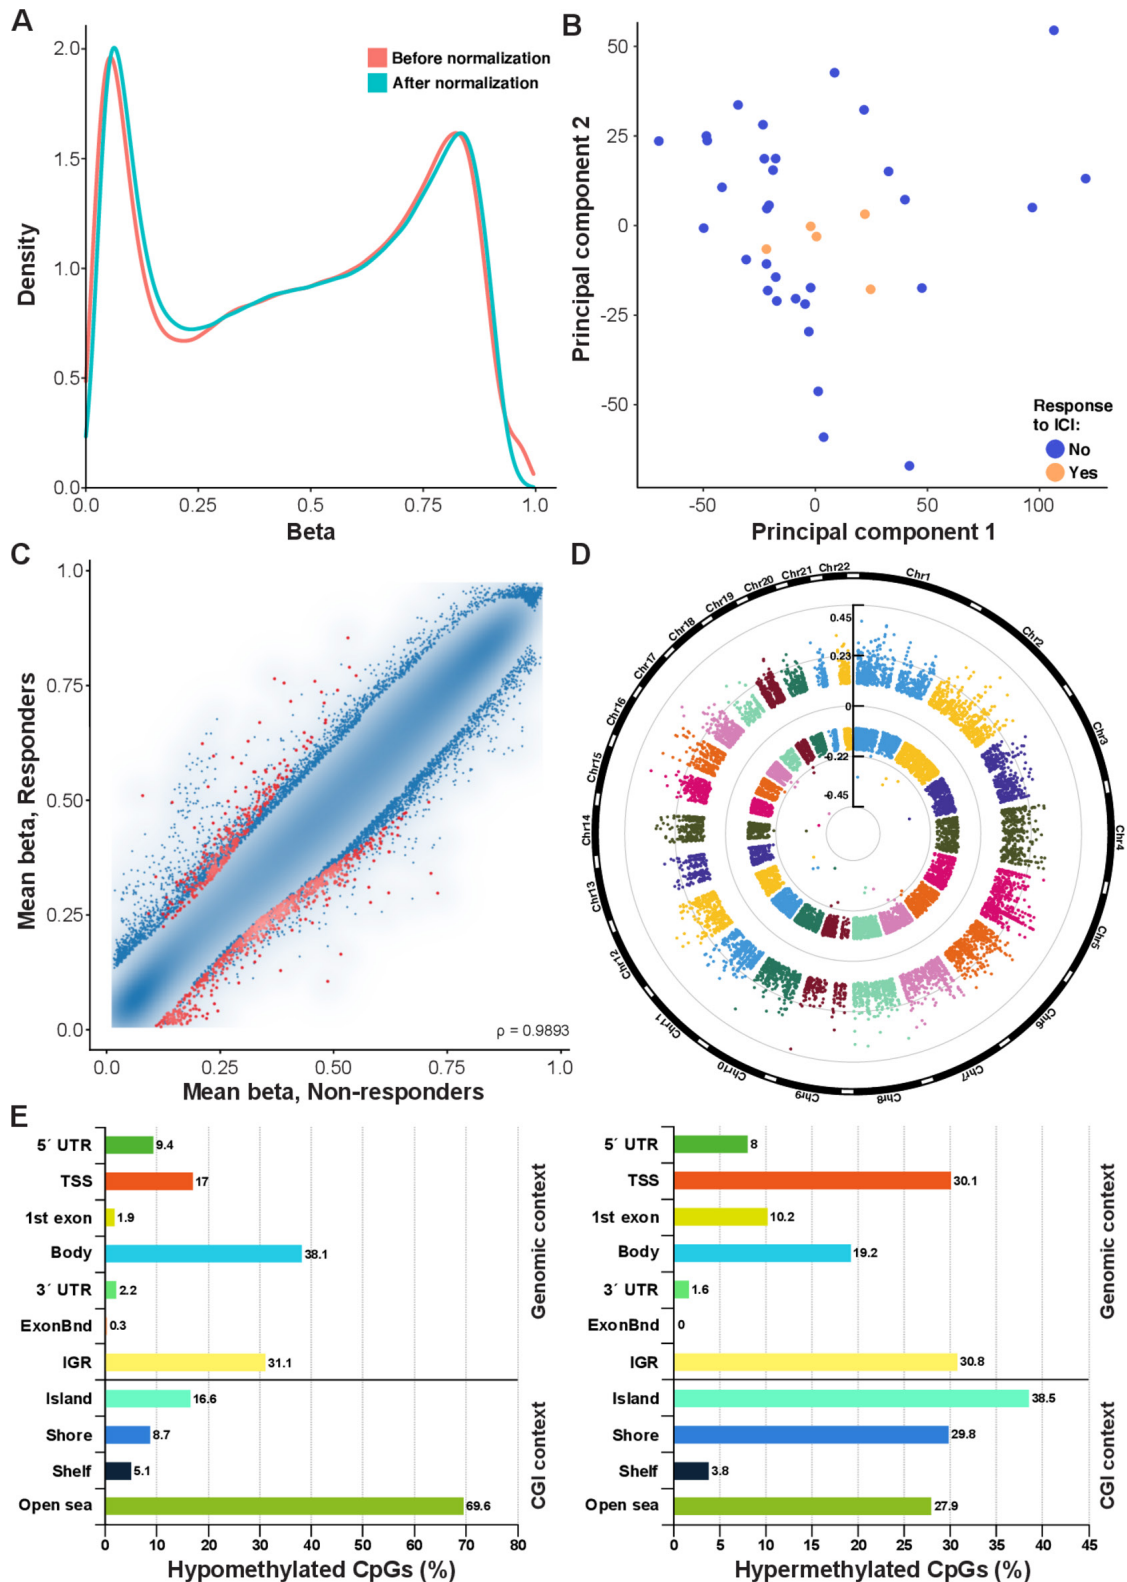 A
2.0
1.5
1.0
0.5
0.0
Density
0.0
0.25
0.5
0.75
1.0
Beta
Before normalization
After normalization
B
50
25
0
-25
-50
Principal component 2
-50
0
50
100
Principal component 1
Response
to ICI:
No
Yes
C
1.0
0.75
0.50
0.25
0.0
Mean beta, Responders
0.0
0.25
0.50
0.75
1.0
Mean beta, Non-responders
ρ = 0.9893
D
Chr1
Chr2
Chr3
Chr4
Chr5
Chr6
Chr7
Chr8
Chr9
Chr10
Chr11
Chr12
Chr13
Chr14
Chr15
Chr16
Chr17
Chr18
Chr19
Chr20
Chr21
Chr22
0.45
0.23
0
-0.22
-0.45
E
5´ UTR 9.4
TSS 17
1st exon 1.9
Body 38.1
3´ UTR 2.2
ExonBnd 0.3
IGR 31.1
Island 16.6
Shore 8.7
Shelf 5.1
Open sea 69.6
0 10 20 30 40 50 60 70 80
Hypomethylated CpGs (%)
Genomic context
CGI context
5´ UTR 8
TSS 30.1
1st exon 10.2
Body 19.2
3´ UTR 1.6
ExonBnd 0
IGR 30.8
Island 38.5
Shore 29.8
Shelf 3.8
Open sea 27.9
0 5 10 15 20 25 30 35 40 45
Hypermethylated CpGs (%)
Genomic context
CGI context